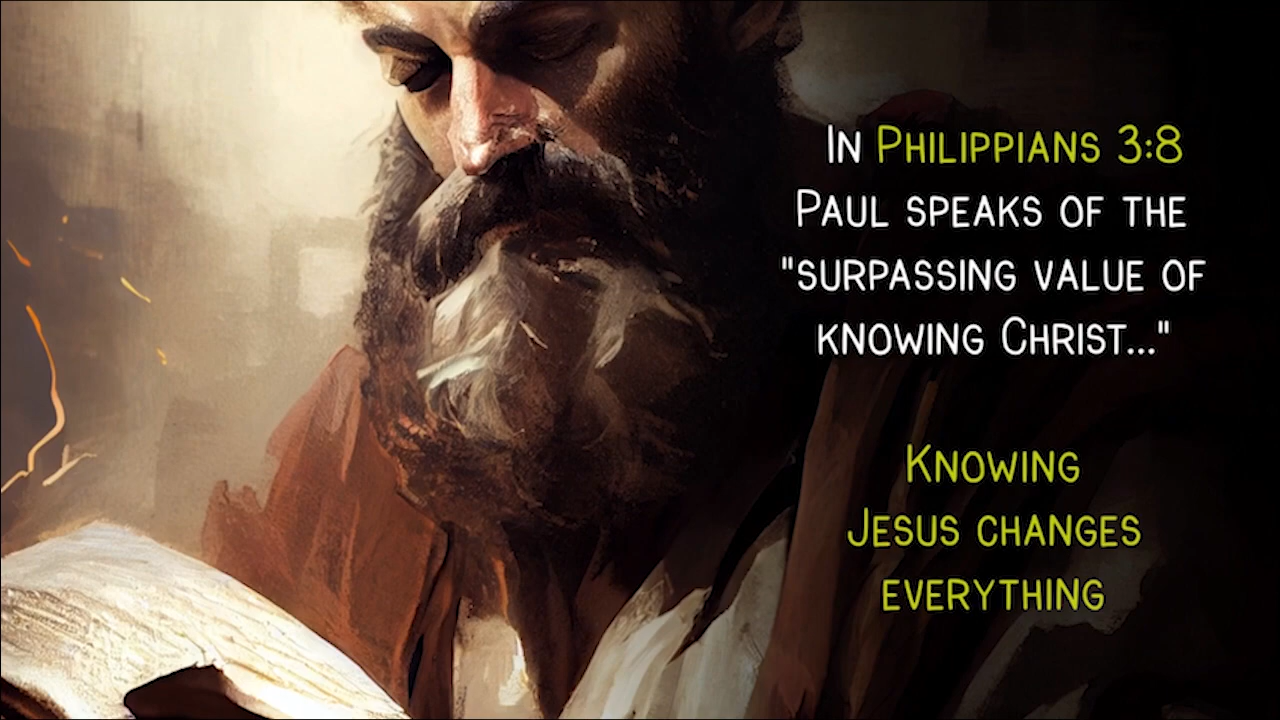 In Philippians 3:8
Paul speaks of the
"surpassing value of
knowing Christ..."
Knowing
Jesus changes
everything